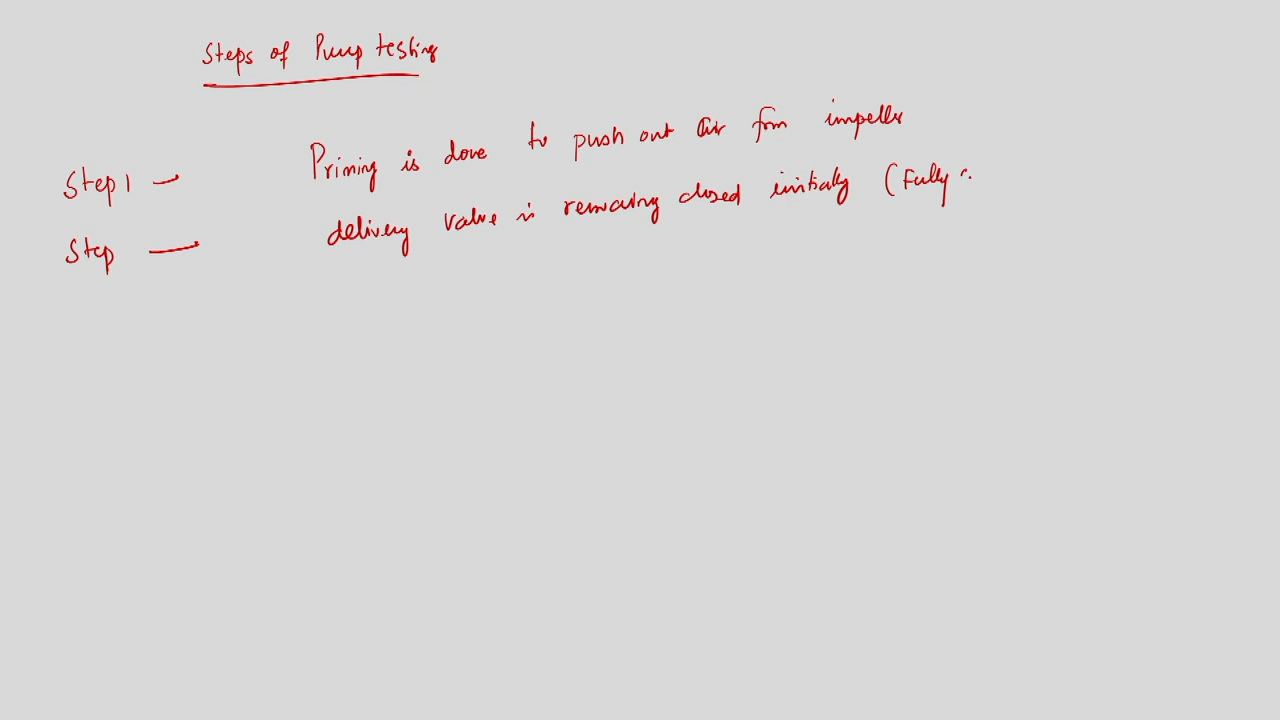 Steps of Pump testing
Step 1 — Priming is done to push out air from impeller
Step — delivery valve is remaining closed initially (Fully